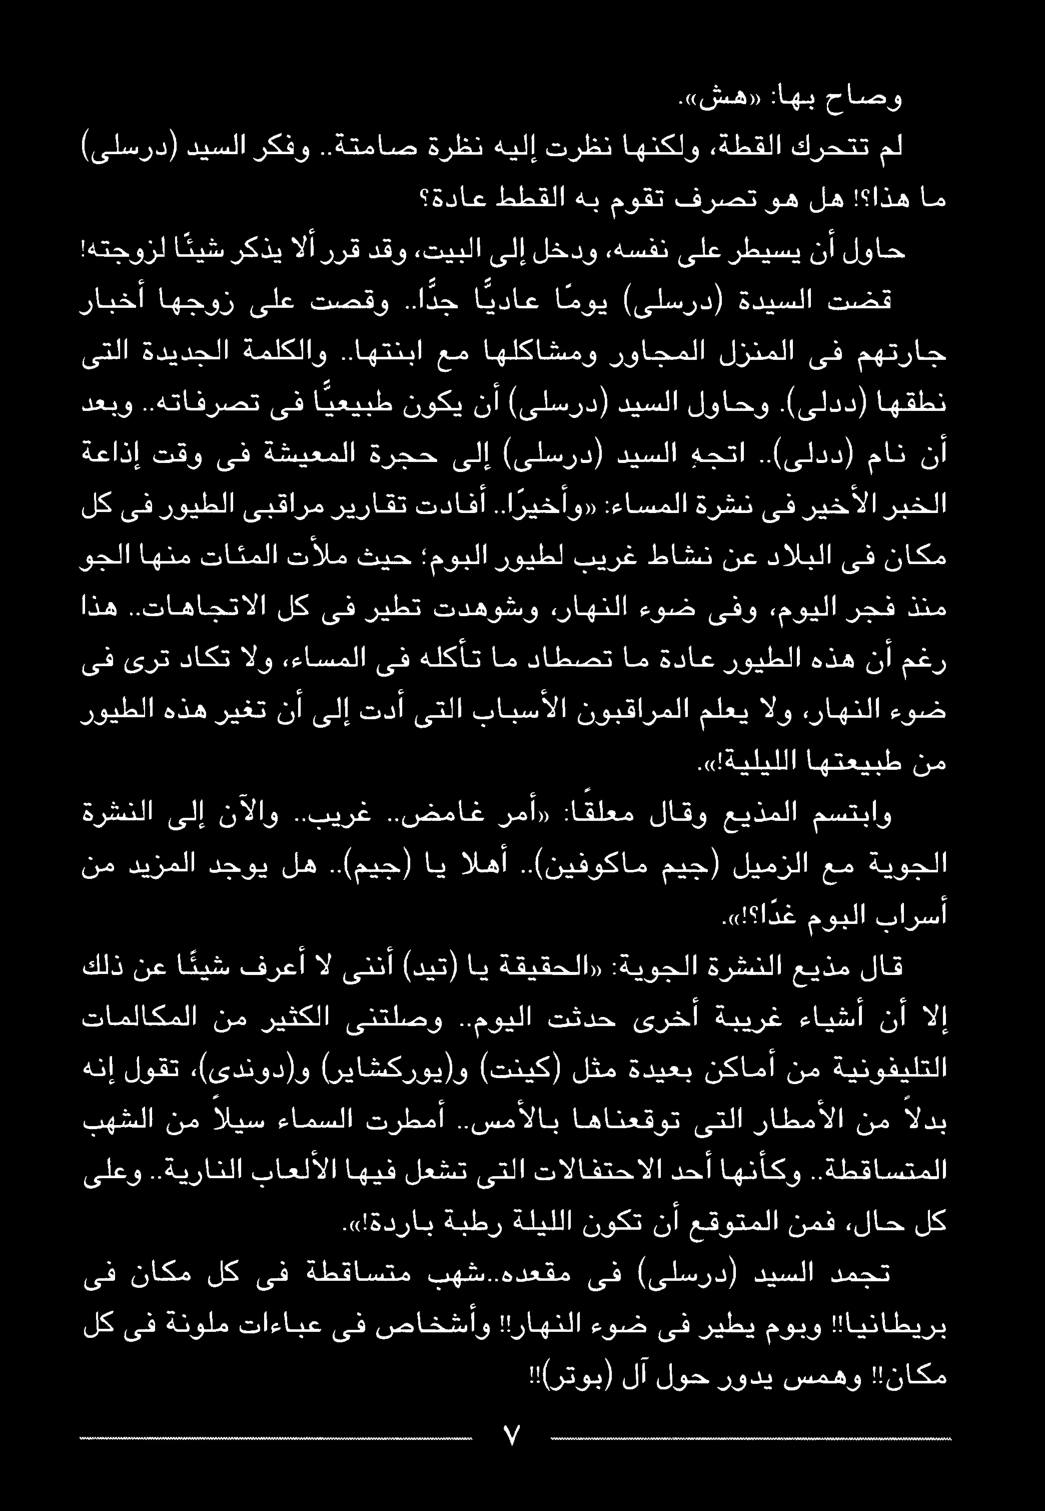 وصاح بها: «هش».
لم تتحرك القطة، ولكنها نظرت إليه نظرة صامتة.. وفكر السيد (درسلى)
ما هذا؟! هل هو تصرف تقوم به القطط عادة؟
حاول أن يسيطر على نفسه، ودخل إلى البيت، وقد قرر ألا يذكر شيئًا لزوجته!
قضت السيدة (درسلى) يومًا عاديًّا جدًّا.. وقصت على زوجها أخبار
جارتهم فى المنزل المجاور ومشاكلها مع ابنتها.. والكلمة الجديدة التى
نطقها (ددلى). وحاول السيد (درسلى) أن يكون طبيعيًّا فى تصرفاته.. وبعد
أن نام (ددلى).. اتجه السيد (درسلى) إلى حجرة المعيشة فى وقت إذاعة
الخبر الأخير فى نشرة المساء: «وأخيرًا.. أفادت تقارير مراقبى الطيور فى كل
مكان فى البلاد عن نشاط غريب لطيور البوم؛ حيث ملأت المئات منها الجو
منذ فجر اليوم، وفى ضوء النهار، وشوهدت تطير فى كل الاتجاهات.. هذا
رغم أن هذه الطيور عادة ما تصطاد ما تأكله فى المساء، ولا تكاد ترى فى
ضوء النهار، ولا يعلم المراقبون الأسباب التى أدت إلى أن تغير هذه الطيور
من طبيعتها الليلية!».
وابتسم المذيع وقال معلقًا: «أمر غامض.. غريب.. والآن إلى النشرة
الجوية مع الزميل (جيم ماكوفين).. أهلا يا (جيم).. هل يوجد المزيد من
أسراب البوم غدًا؟!».
قال مذيع النشرة الجوية: «الحقيقة يا (تيد) أننى لا أعرف شيئًا عن ذلك
إلا أن أشياء غريبة أخرى حدثت اليوم.. وصلتنى الكثير من المكالمات
التليفونية من أماكن بعيدة مثل (كينت) و(يوركشاير) و(دوندى)، تقول إنه
بدلاً من الأمطار التى توقعناها بالأمس.. أمطرت السماء سيلاً من الشهب
المتساقطة.. وكأنها أحد الاحتفالات التى تشعل فيها الألعاب النارية.. وعلى
كل حال، فمن المتوقع أن تكون الليلة رطبة باردة!».
تجمد السيد (درسلى) فى مقعده..شهب متساقطة فى كل مكان فى
بريطانيا!! وبوم يطير فى ضوء النهار!! وأشخاص فى عباءات ملونة فى كل
مكان!! وهمس يدور حول آل (بوتر)!!
٧